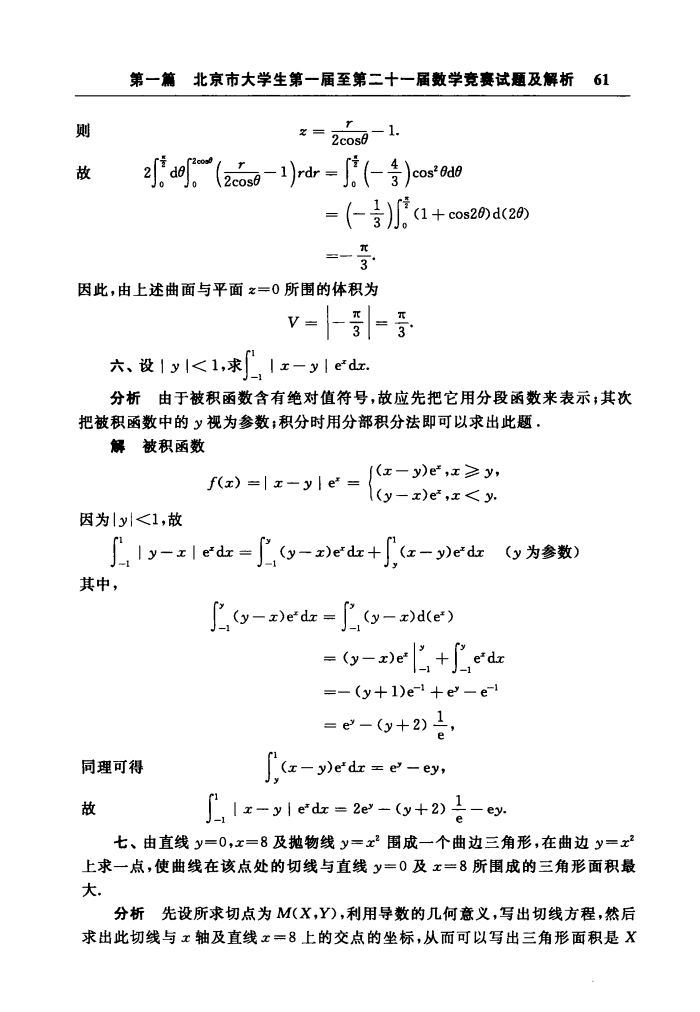 第一篇 北京市大学生第一届至第二十一届数学竞赛试题及解析 61
则 $z=\frac{r}{2\cos\theta}-1.$
故 $2\int_0^{\frac{\pi}{2}}d\theta\int_0^{2\cos\theta}\left(\frac{r}{2\cos\theta}-1\right)rdr=\int_0^{\frac{\pi}{2}}\left(-\frac{4}{3}\right)\cos^2\theta d\theta$
$=\left(-\frac{1}{3}\right)\int_0^{\frac{\pi}{2}}(1+\cos2\theta)d(2\theta)$
$=-\frac{\pi}{3}.$
因此,由上述曲面与平面 z=0 所围的体积为
$V=\left|-\frac{\pi}{3}\right|=\frac{\pi}{3}.$
六、设|y|<1,求$\int_{-1}^{1}|x-y|e^xdx.$
分析 由于被积函数含有绝对值符号,故应先把它用分段函数来表示;其次
把被积函数中的 y 视为参数;积分时用分部积分法即可以求出此题.
解 被积函数
$f(x)=|x-y|e^x=\begin{cases}(x-y)e^x,x\geqslant y,\\(y-x)e^x,x<y.\end{cases}$
因为|y|<1,故
$\int_{-1}^{1}|y-x|e^xdx=\int_{-1}^{y}(y-x)e^xdx+\int_{y}^{1}(x-y)e^xdx$ (y 为参数)
其中,
$\int_{-1}^{y}(y-x)e^xdx=\int_{-1}^{y}(y-x)d(e^x)$
$=(y-x)e^x\Big|_{-1}^{y}+\int_{-1}^{y}e^xdx$
$=-(y+1)e^{-1}+e^y-e^{-1}$
$=e^y-(y+2)\frac{1}{e},$
同理可得 $\int_{y}^{1}(x-y)e^xdx=e^y-ey,$
故 $\int_{-1}^{1}|x-y|e^xdx=2e^y-(y+2)\frac{1}{e}-ey.$
七、由直线 y=0,x=8 及抛物线 y=x² 围成一个曲边三角形,在曲边 y=x²
上求一点,使曲线在该点处的切线与直线 y=0 及 x=8 所围成的三角形面积最
大.
分析 先设所求切点为 M(X,Y),利用导数的几何意义,写出切线方程,然后
求出此切线与 x 轴及直线 x=8 上的交点的坐标,从而可以写出三角形面积是 X